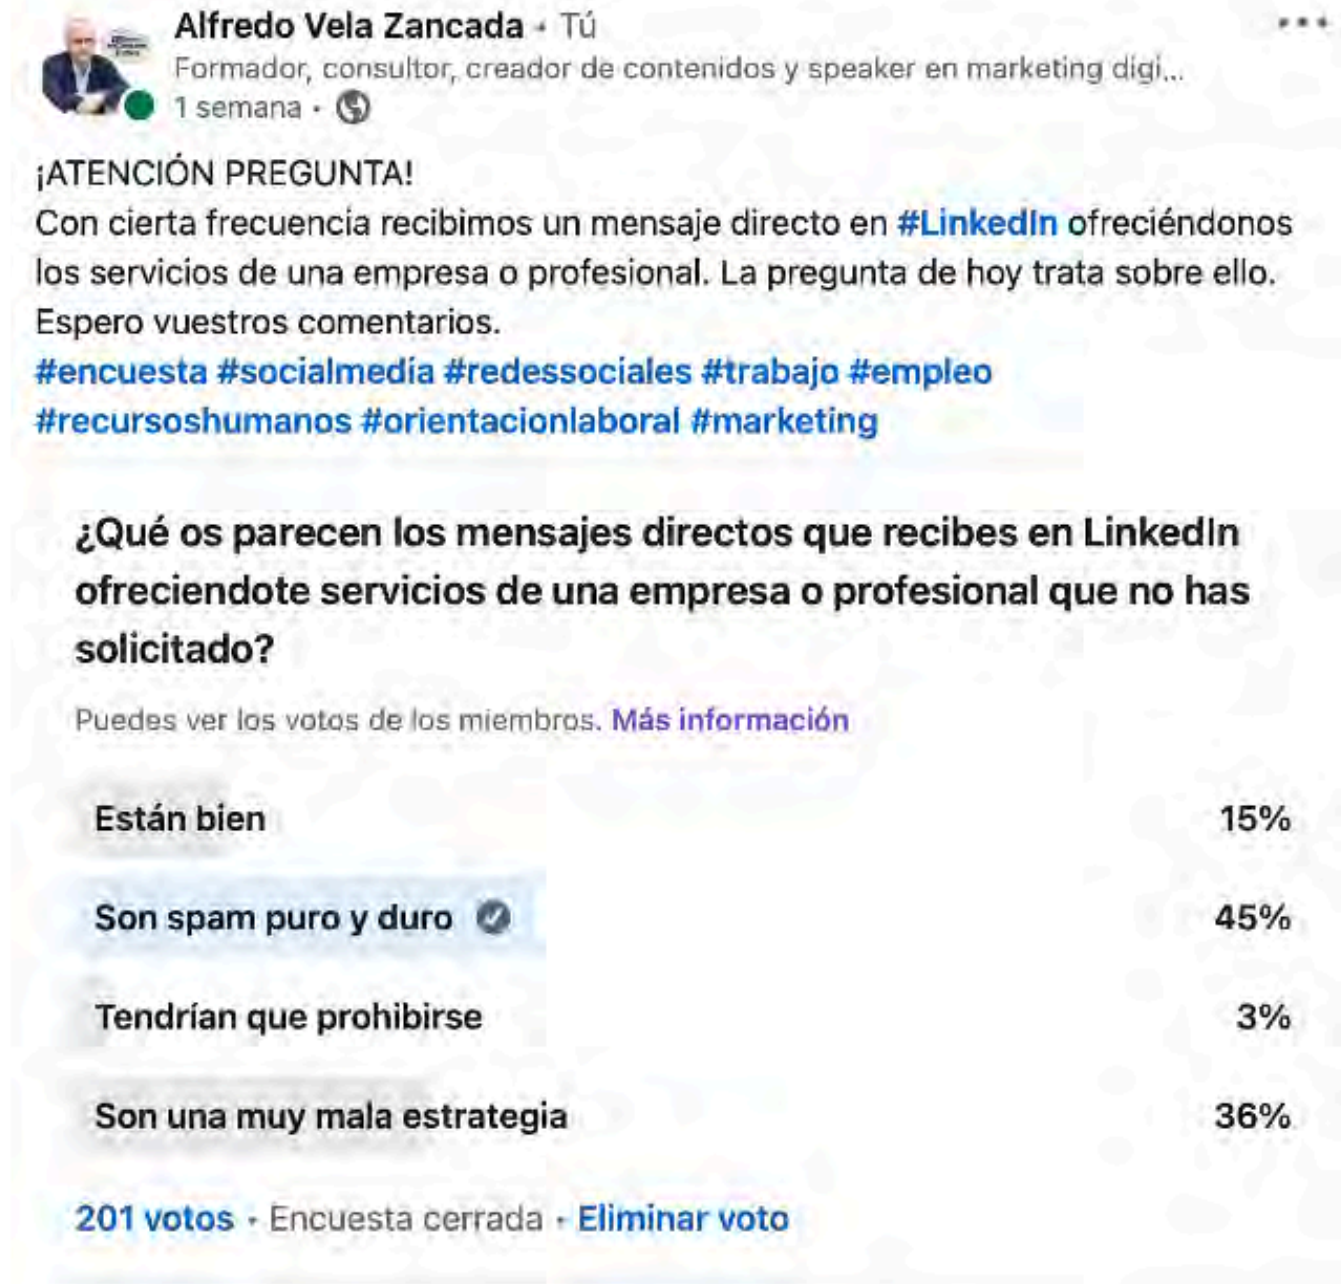 Alfredo Vela Zancada • Tú
Formador, consultor, creador de contenidos y speaker en marketing digi...
1 semana •
¡ATENCIÓN PREGUNTA!
Con cierta frecuencia recibimos un mensaje directo en #LinkedIn ofreciéndonos
los servicios de una empresa o profesional. La pregunta de hoy trata sobre ello.
Espero vuestros comentarios.
#encuesta #socialmedia #redessociales #trabajo #empleo
#recursoshumanos #orientacionlaboral #marketing
¿Qué os parecen los mensajes directos que recibes en LinkedIn
ofreciendote servicios de una empresa o profesional que no has
solicitado?
Puedes ver los votos de los miembros. Más información
Están bien 15%
Son spam puro y duro 45%
Tendrían que prohibirse 3%
Son una muy mala estrategia 36%
201 votos • Encuesta cerrada • Eliminar voto